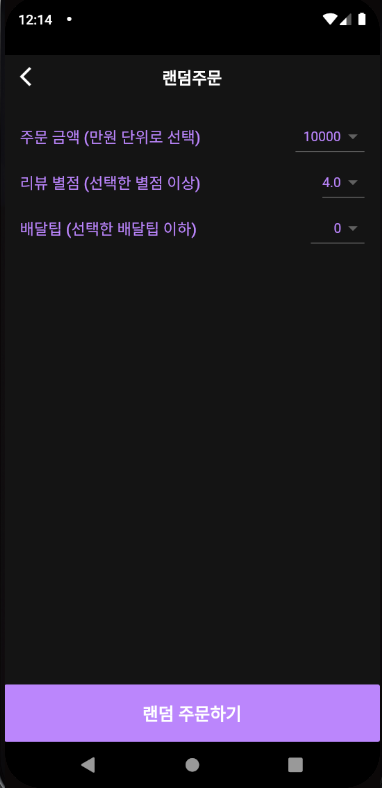 12:14
랜덤주문
주문 금액 (만원 단위로 선택) 10000
리뷰 별점 (선택한 별점 이상) 4.0
배달팁 (선택한 배달팁 이하) 0
랜덤 주문하기